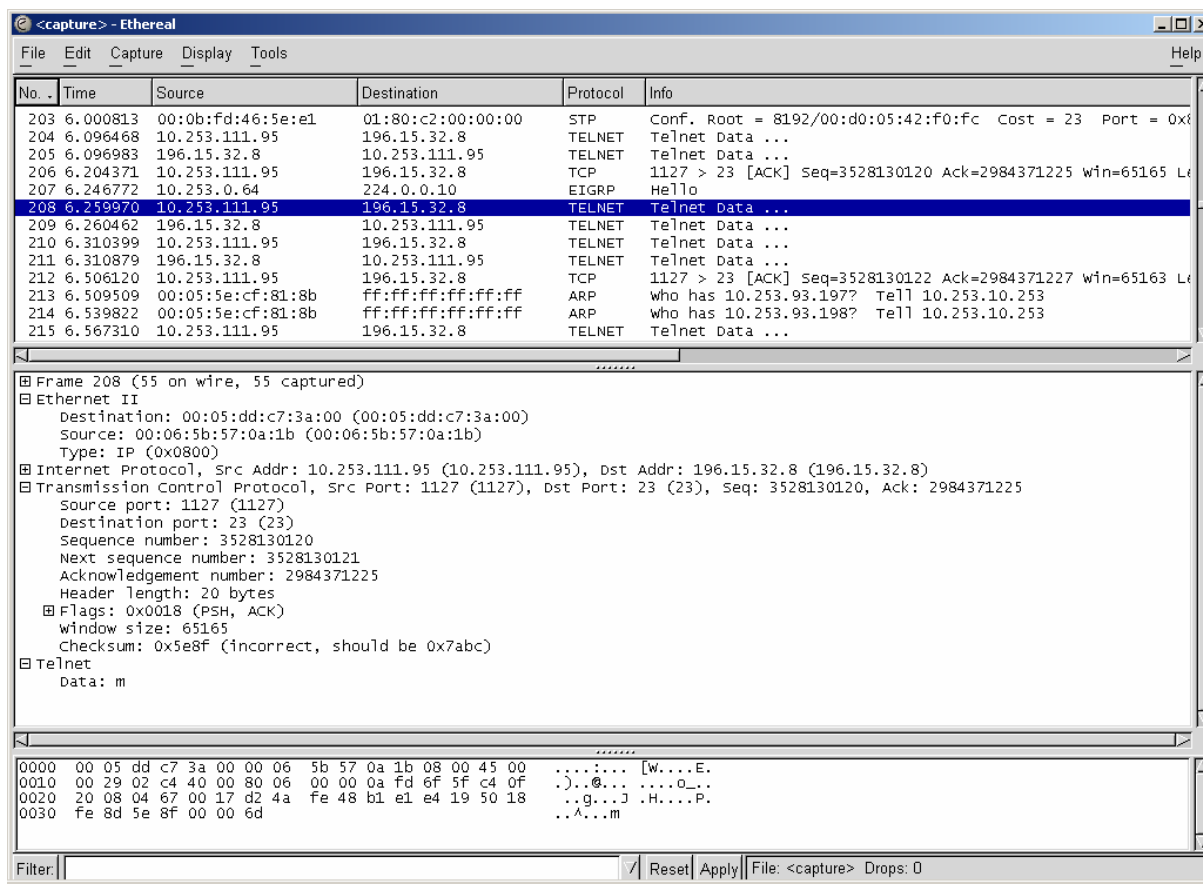 <capture> - Ethereal
File Edit Capture Display Tools Help
No. Time Source Destination Protocol Info
203 6.000813 00:0b:fd:46:5e:e1 01:80:c2:00:00:00 STP Conf. Root = 8192/00:d0:05:42:f0:fc Cost = 23 Port = 0x8
204 6.096468 10.253.111.95 196.15.32.8 TELNET Telnet Data ...
205 6.096983 196.15.32.8 10.253.111.95 TELNET Telnet Data ...
206 6.204371 10.253.111.95 196.15.32.8 TCP 1127 > 23 [ACK] Seq=3528130120 Ack=2984371225 Win=65165 Le
207 6.246772 10.253.0.64 224.0.0.10 EIGRP Hello
208 6.259970 10.253.111.95 196.15.32.8 TELNET Telnet Data ...
209 6.260462 196.15.32.8 10.253.111.95 TELNET Telnet Data ...
210 6.310399 10.253.111.95 196.15.32.8 TELNET Telnet Data ...
211 6.310879 196.15.32.8 10.253.111.95 TELNET Telnet Data ...
212 6.506120 10.253.111.95 196.15.32.8 TCP 1127 > 23 [ACK] Seq=3528130122 Ack=2984371227 Win=65163 Le
213 6.509509 00:05:5e:cf:81:8b ff:ff:ff:ff:ff:ff ARP Who has 10.253.93.197? Tell 10.253.10.253
214 6.539822 00:05:5e:cf:81:8b ff:ff:ff:ff:ff:ff ARP Who has 10.253.93.198? Tell 10.253.10.253
215 6.567310 10.253.111.95 196.15.32.8 TELNET Telnet Data ...
Frame 208 (55 on wire, 55 captured)
Ethernet II
Destination: 00:05:dd:c7:3a:00 (00:05:dd:c7:3a:00)
Source: 00:06:5b:57:0a:1b (00:06:5b:57:0a:1b)
Type: IP (0x0800)
Internet Protocol, Src Addr: 10.253.111.95 (10.253.111.95), Dst Addr: 196.15.32.8 (196.15.32.8)
Transmission Control Protocol, Src Port: 1127 (1127), Dst Port: 23 (23), Seq: 3528130120, Ack: 2984371225
Source port: 1127 (1127)
Destination port: 23 (23)
Sequence number: 3528130120
Next sequence number: 3528130121
Acknowledgement number: 2984371225
Header length: 20 bytes
Flags: 0x0018 (PSH, ACK)
Window size: 65165
Checksum: 0x5e8f (incorrect, should be 0x7abc)
Telnet
Data: m
0000 00 05 dd c7 3a 00 00 06 5b 57 0a 1b 08 00 45 00 ....:... [W....E.
0010 00 29 02 c4 40 00 80 06 00 00 0a fd 6f 5f c4 0f .)..@... ....o_..
0020 20 08 04 67 00 17 d2 4a fe 48 b1 e1 e4 19 50 18 ..g...J .H....P.
0030 fe 8d 5e 8f 00 00 6d ..^...m
Filter: Reset Apply File: <capture> Drops: 0